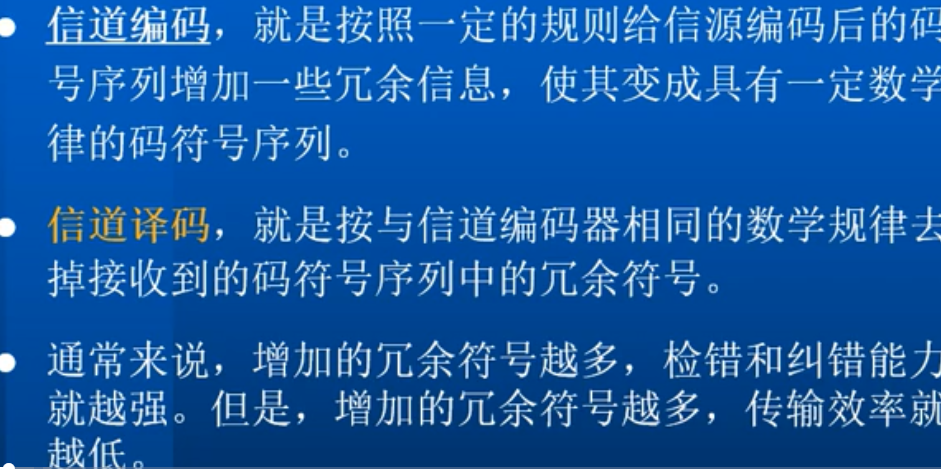 信道编码，就是按照一定的规则给信源编码后的码
号序列增加一些冗余信息，使其变成具有一定数学
律的码符号序列。
信道译码，就是按与信道编码器相同的数学规律去
掉接收到的码符号序列中的冗余符号。
通常来说，增加的冗余符号越多，检错和纠错能力
就越强。但是，增加的冗余符号越多，传输效率就
越低。